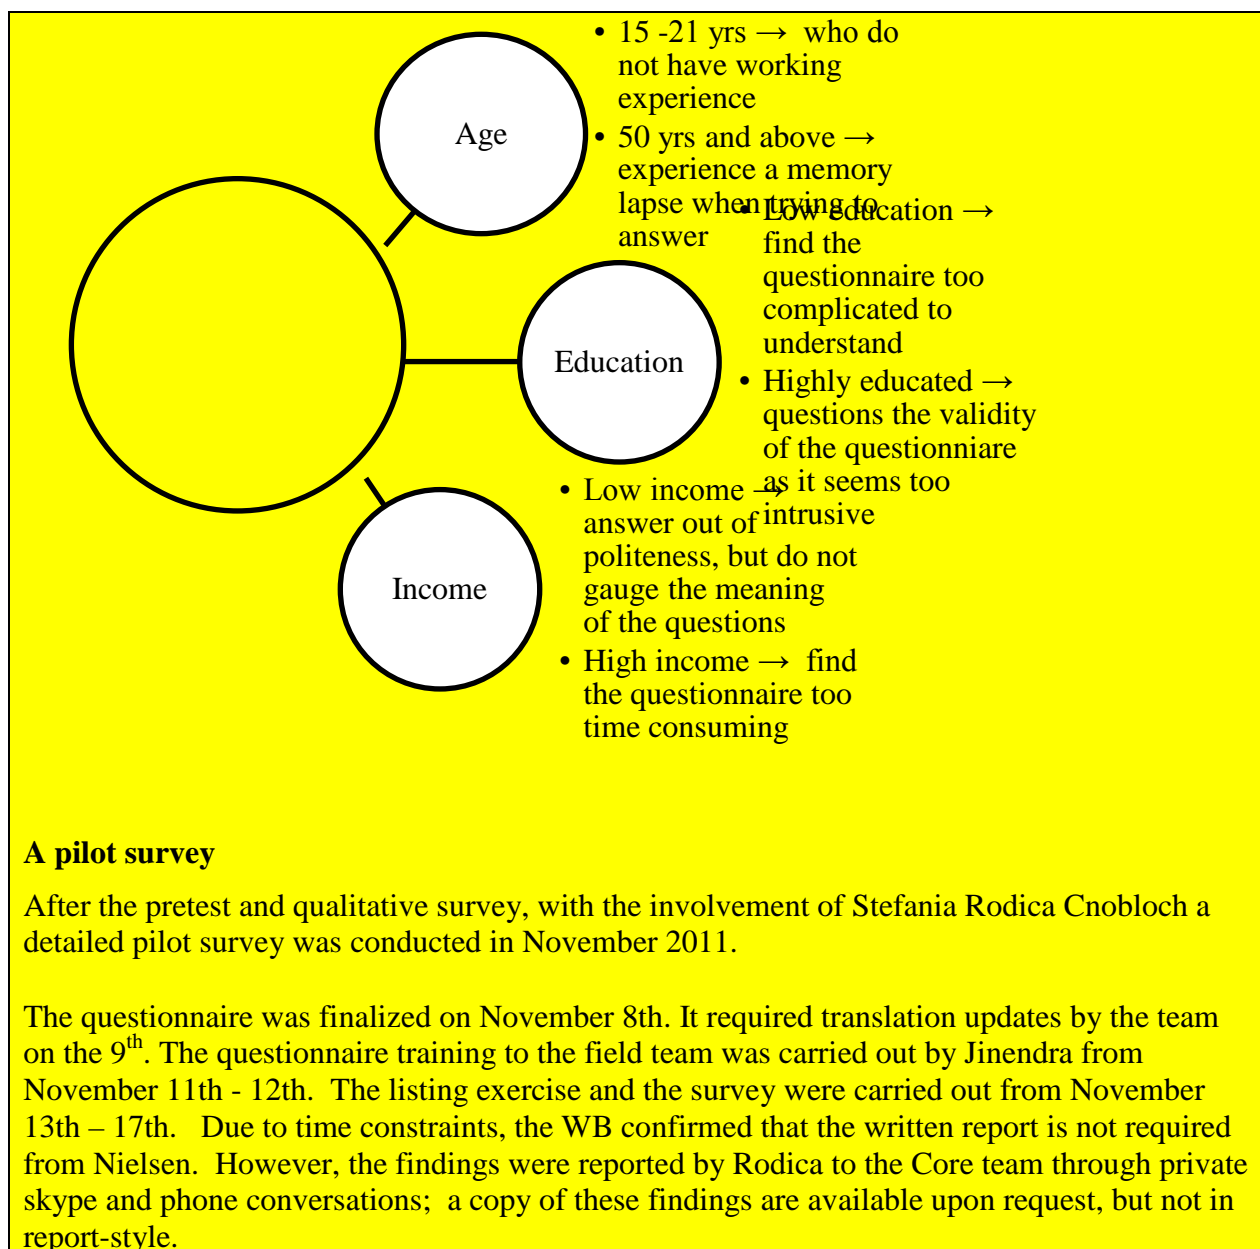 Age
• 15 -21 yrs → who do
not have working
experience
• 50 yrs and above →
experience a memory
lapse when trying to
answer
Education
• Low education →
find the
questionnaire too
complicated to
understand
• Highly educated →
questions the validity
of the questionniare
as it seems too
intrusive
Income
• Low income →
answer out of
politeness, but do not
gauge the meaning
of the questions
• High income → find
the questionnaire too
time consuming
A pilot survey
After the pretest and qualitative survey, with the involvement of Stefania Rodica Cnobloch a
detailed pilot survey was conducted in November 2011.
The questionnaire was finalized on November 8th. It required translation updates by the team
on the 9th. The questionnaire training to the field team was carried out by Jinendra from
November 11th - 12th. The listing exercise and the survey were carried out from November
13th – 17th. Due to time constraints, the WB confirmed that the written report is not required
from Nielsen. However, the findings were reported by Rodica to the Core team through private
skype and phone conversations; a copy of these findings are available upon request, but not in
report-style.